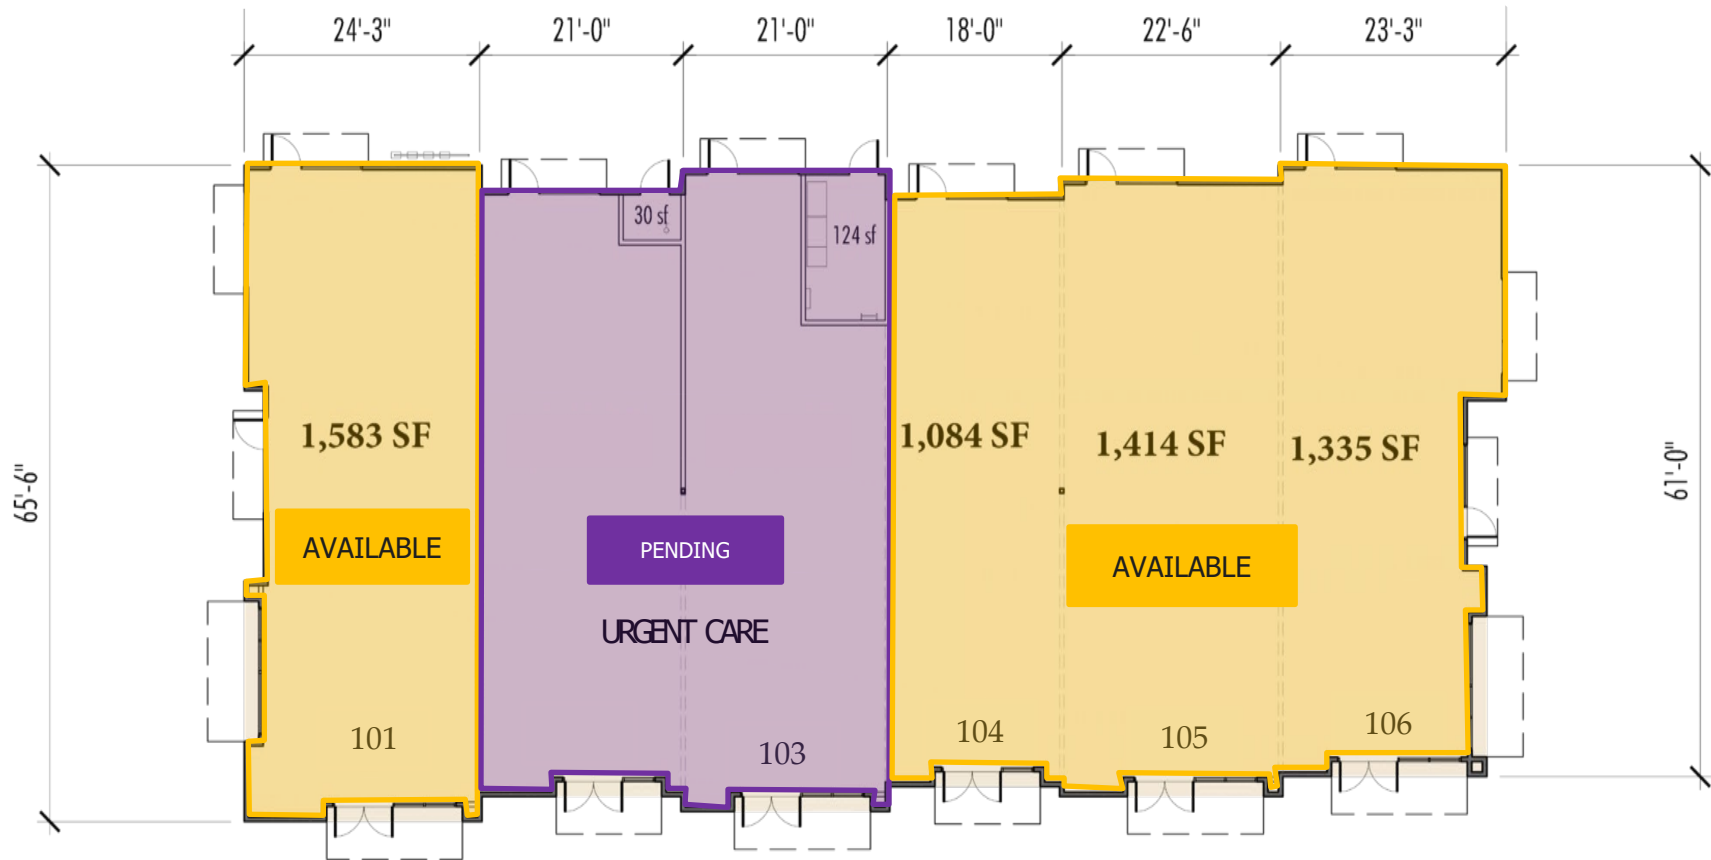 24'-3" 21'-0" 21'-0" 18'-0" 22'-6" 23'-3"
30 sf
124 sf
1,583 SF
1,084 SF
1,414 SF
1,335 SF
65'-6"
61'-0"
AVAILABLE
PENDING
AVAILABLE
URGENT CARE
101
103
104
105
106